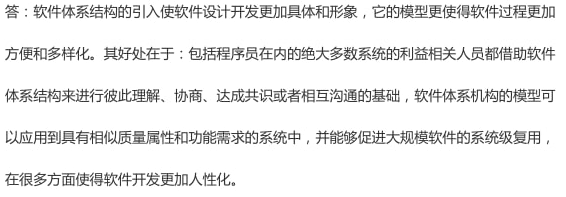 答：软件体系结构的引入使软件设计开发更加具体和形象，它的模型更使得软件过程更加
方便和多样化。其好处在于：包括程序员在内的绝大多数系统的利益相关人员都借助软件
体系结构来进行彼此理解、协商、达成共识或者相互沟通的基础，软件体系机构的模型可
以应用到具有相似质量属性和功能需求的系统中，并能够促进大规模软件的系统级复用，
在很多方面使得软件开发更加人性化。